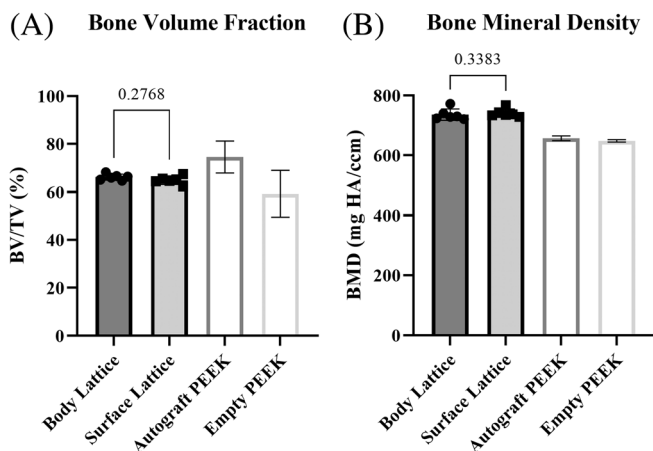 (A) Bone Volume Fraction
0.2768
100
80
60
40
20
0
BV/TV (%)
Body Lattice
Surface Lattice
Autograft PEEK
Empty PEEK
(B) Bone Mineral Density
0.3383
800
600
400
200
0
BMD (mg HA/ccm)
Body Lattice
Surface Lattice
Autograft PEEK
Empty PEEK